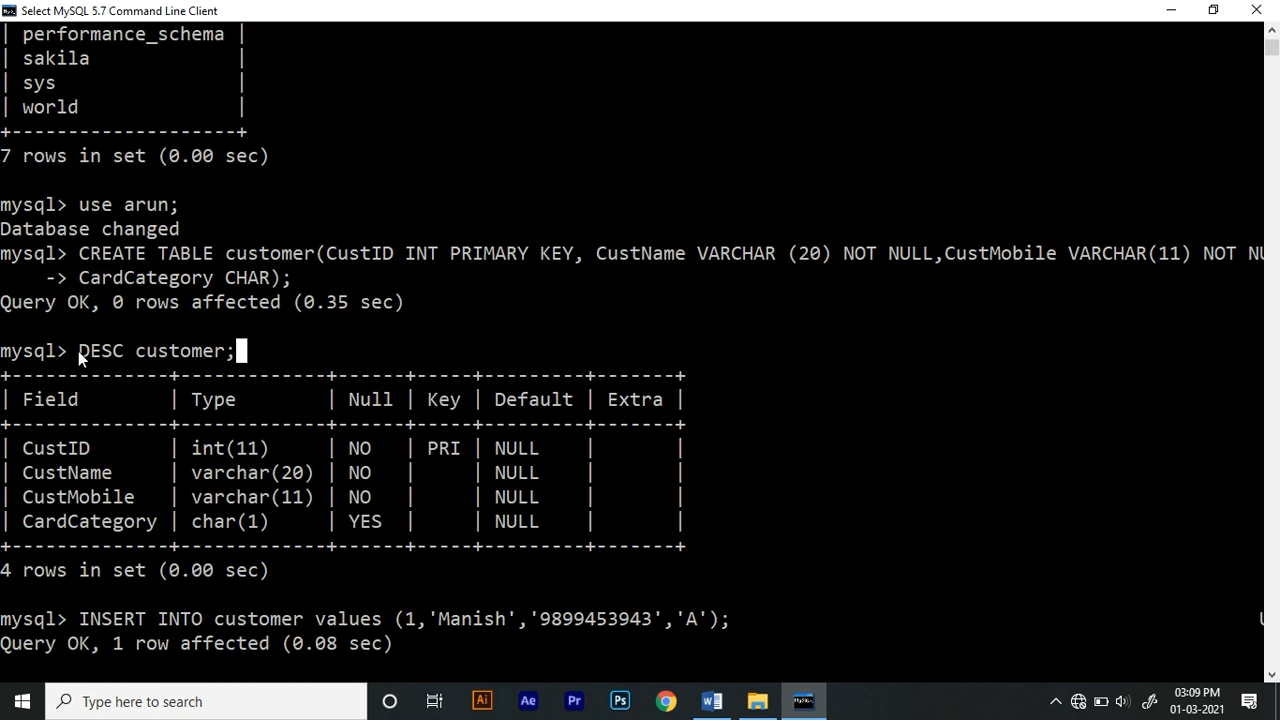 Select MySQL 5.7 Command Line Client
| performance_schema |
| sakila             |
| sys                |
| world              |
+--------------------+
7 rows in set (0.00 sec)
mysql> use arun;
Database changed
mysql> CREATE TABLE customer(CustID INT PRIMARY KEY, CustName VARCHAR (20) NOT NULL,CustMobile VARCHAR(11) NOT NU
    -> CardCategory CHAR);
Query OK, 0 rows affected (0.35 sec)
mysql> DESC customer;
+--------------+-------------+------+-----+---------+-------+
| Field        | Type        | Null | Key | Default | Extra |
+--------------+-------------+------+-----+---------+-------+
| CustID       | int(11)     | NO   | PRI | NULL    |       |
| CustName     | varchar(20) | NO   |     | NULL    |       |
| CustMobile   | varchar(11) | NO   |     | NULL    |       |
| CardCategory | char(1)     | YES  |     | NULL    |       |
+--------------+-------------+------+-----+---------+-------+
4 rows in set (0.00 sec)
mysql> INSERT INTO customer values (1,'Manish','9899453943','A');
Query OK, 1 row affected (0.08 sec)
Type here to search
Ai Ae Pr Ps
03:09 PM
01-03-2021